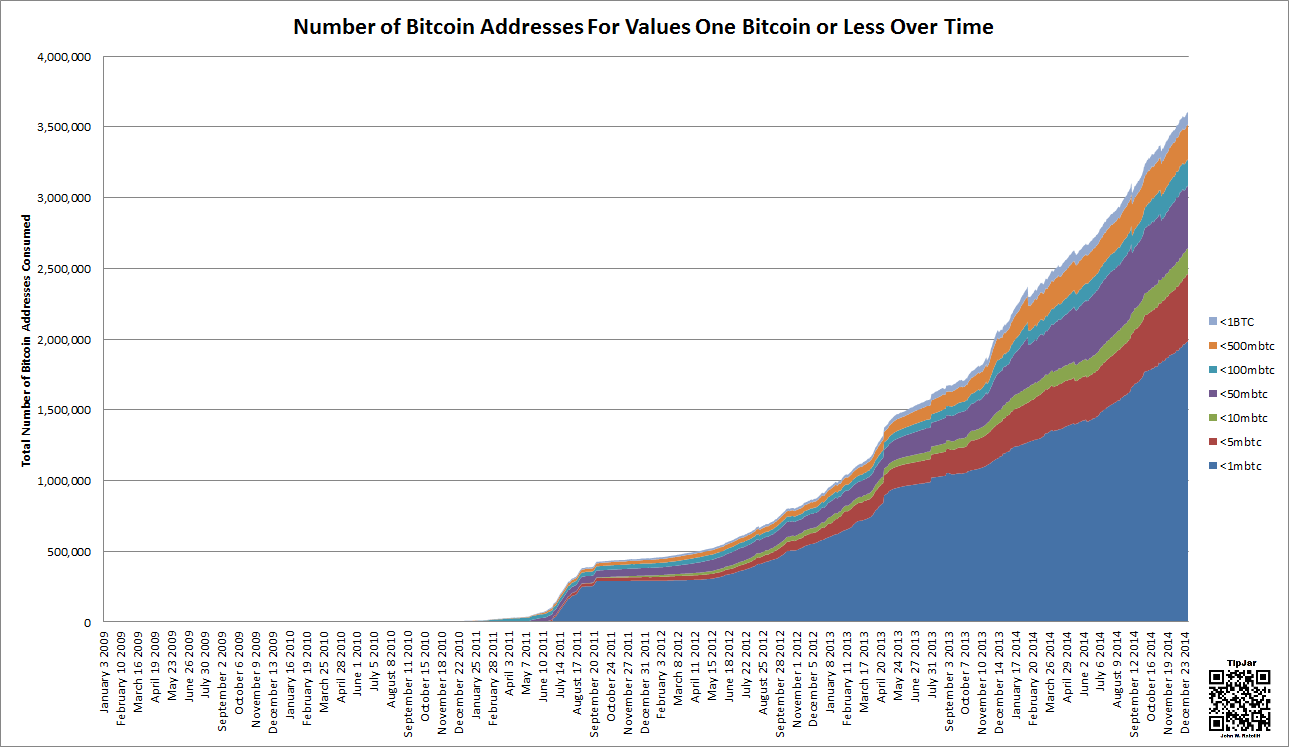 Number of Bitcoin Addresses For Values One Bitcoin or Less Over Time
Total Number of Bitcoin Addresses Consumed
4,000,000
3,500,000
3,000,000
2,500,000
2,000,000
1,500,000
1,000,000
500,000
0
January 3 2009
February 10 2009
March 16 2009
April 19 2009
May 23 2009
June 26 2009
July 30 2009
September 2 2009
October 6 2009
November 9 2009
December 13 2009
January 16 2010
February 19 2010
March 25 2010
April 28 2010
June 1 2010
July 5 2010
August 8 2010
September 11 2010
October 15 2010
November 18 2010
December 22 2010
January 25 2011
February 28 2011
April 3 2011
May 7 2011
June 10 2011
July 14 2011
August 17 2011
September 20 2011
October 24 2011
November 27 2011
December 31 2011
February 3 2012
March 8 2012
April 11 2012
May 15 2012
June 18 2012
July 22 2012
August 25 2012
September 28 2012
November 1 2012
December 5 2012
January 8 2013
February 11 2013
March 17 2013
April 20 2013
May 24 2013
June 27 2013
July 31 2013
September 3 2013
October 7 2013
November 10 2013
December 14 2013
January 17 2014
February 20 2014
March 26 2014
April 29 2014
June 2 2014
July 6 2014
August 9 2014
September 12 2014
October 16 2014
November 19 2014
December 23 2014
<1BTC
<500mbtc
<100mbtc
<50mbtc
<10mbtc
<5mbtc
<1mbtc
TipJar
John W. Ratcliff